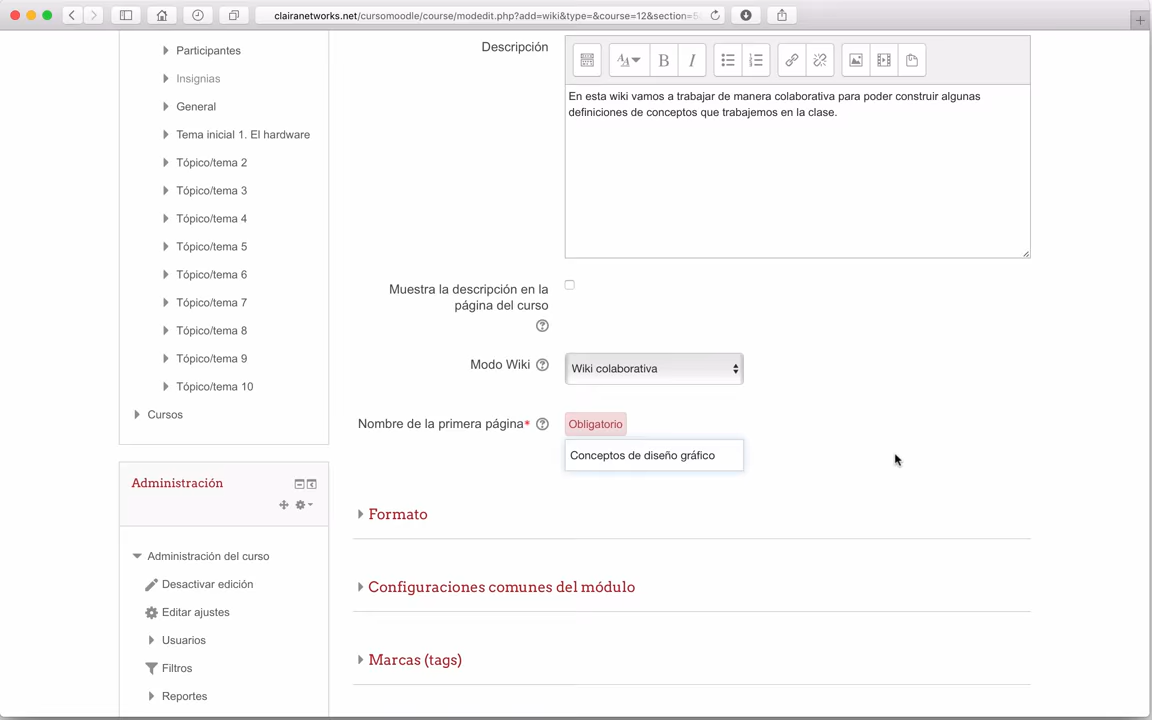 clairanetworks.net/cursomoodle/course/modedit.php?add=wiki&type=&course=12&section=
Participantes
Insignias
General
Tema inicial 1. El hardware
Tópico/tema 2
Tópico/tema 3
Tópico/tema 4
Tópico/tema 5
Tópico/tema 6
Tópico/tema 7
Tópico/tema 8
Tópico/tema 9
Tópico/tema 10
Cursos
Administración
Administración del curso
Desactivar edición
Editar ajustes
Usuarios
Filtros
Reportes
Descripción
B I
En esta wiki vamos a trabajar de manera colaborativa para poder construir algunas
definiciones de conceptos que trabajemos en la clase.
Muestra la descripción en la
página del curso
Modo Wiki
Wiki colaborativa
Nombre de la primera página*
Obligatorio
Conceptos de diseño gráfico
Formato
Configuraciones comunes del módulo
Marcas (tags)